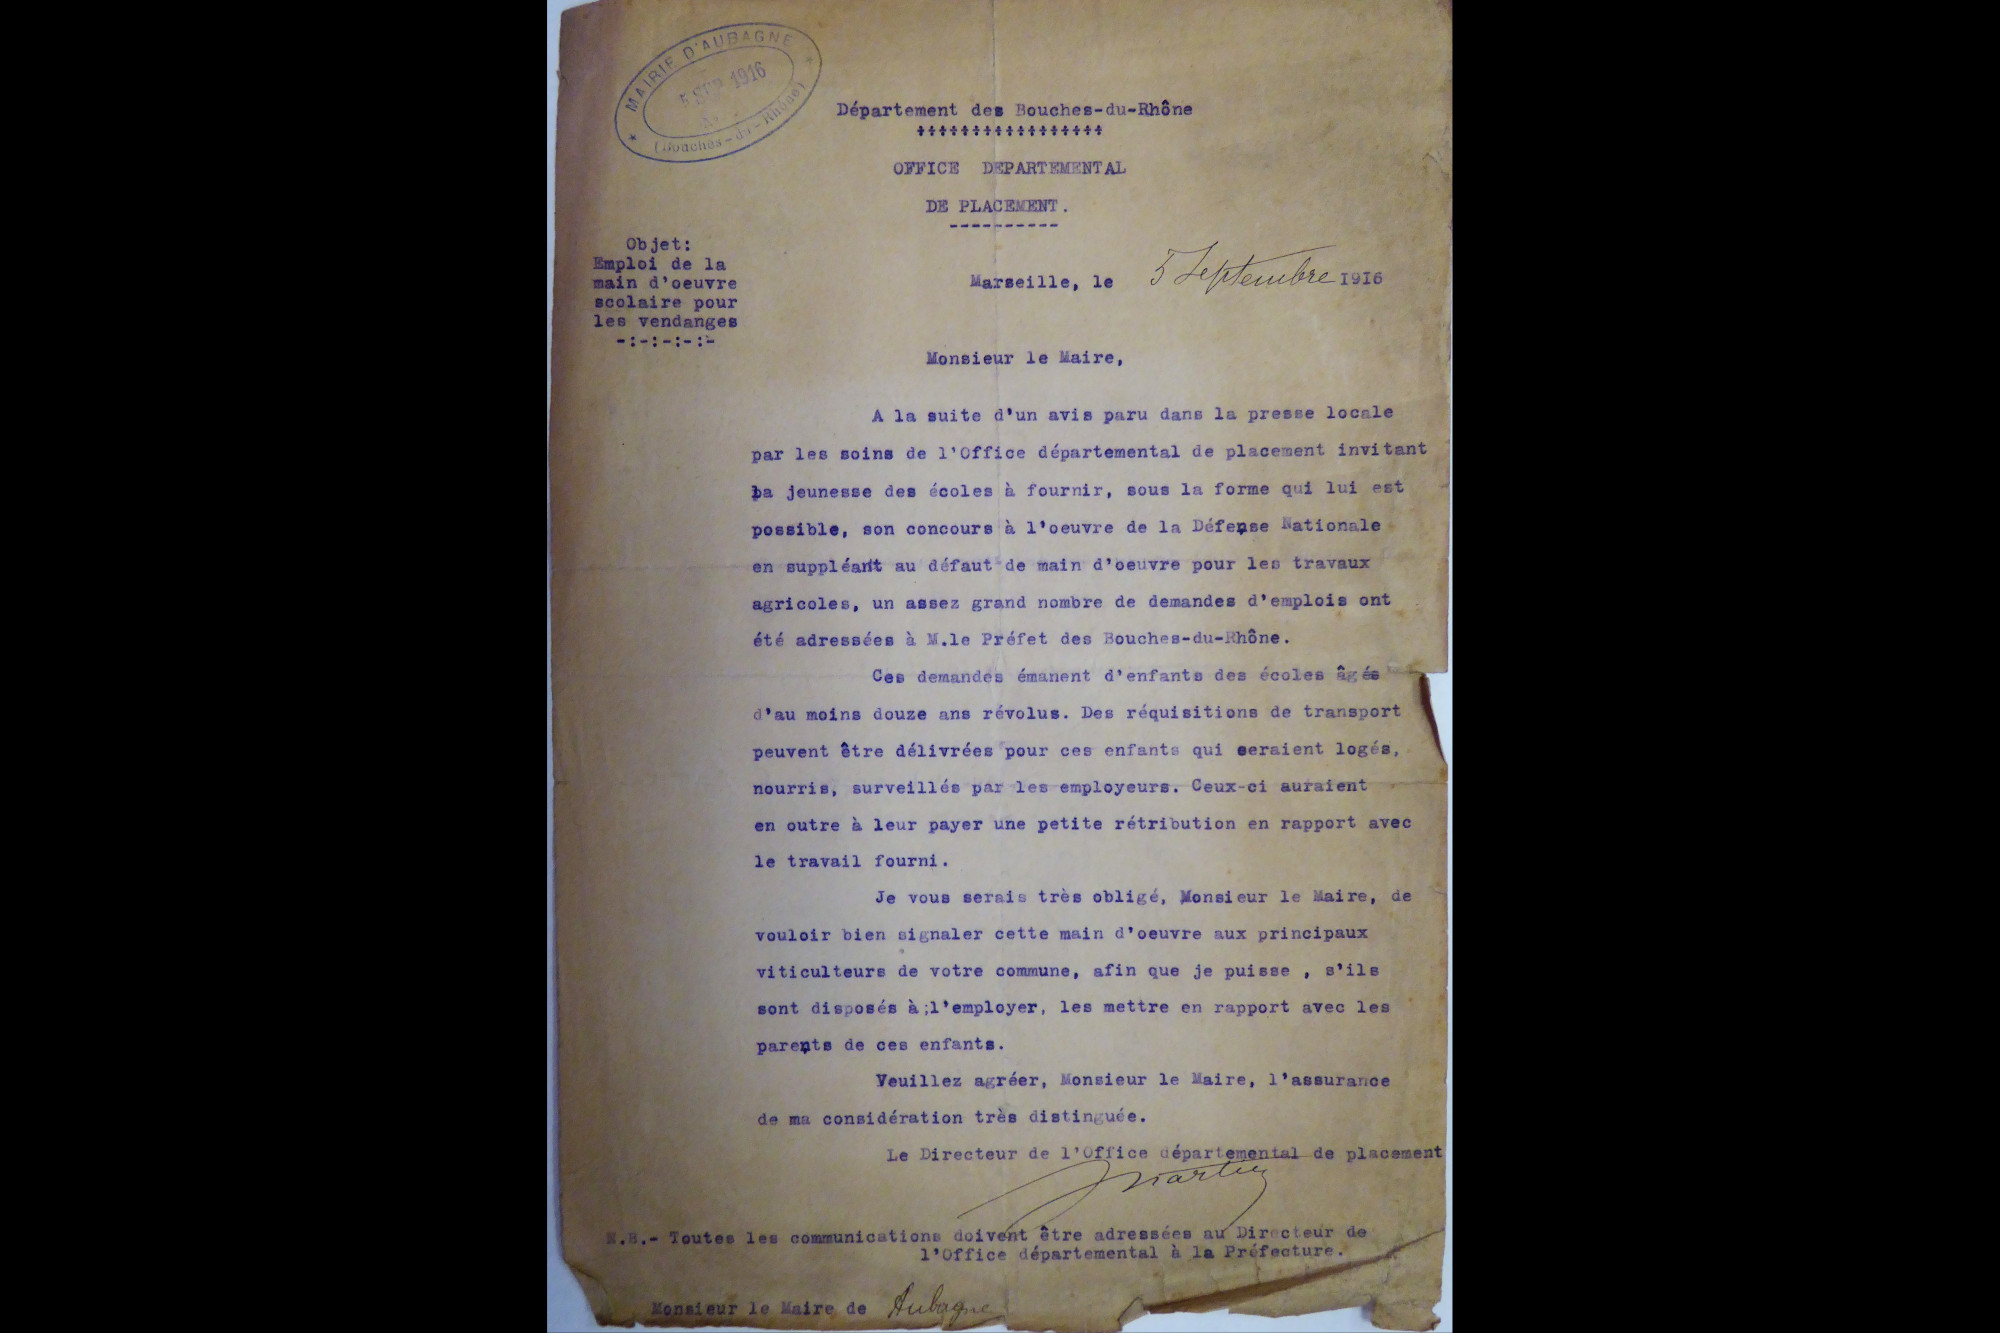 MAIRIE D'AUBAGNE
5 SEP 1916
(Bouches-du-Rhône)
Département des Bouches-du-Rhône
OFFICE DEPARTEMENTAL
DE PLACEMENT.
----------
Objet:
Emploi de la
main d'oeuvre
scolaire pour
les vendanges
-:-:-:-:-
Marseille, le 5 Septembre 1916
Monsieur le Maire,
A la suite d'un avis paru dans la presse locale
par les soins de l'Office départemental de placement invitant
la jeunesse des écoles à fournir, sous la forme qui lui est
possible, son concours à l'oeuvre de la Défense Nationale
en suppléant au défaut de main d'oeuvre pour les travaux
agricoles, un assez grand nombre de demandes d'emplois ont
été adressées à M.le Préfet des Bouches-du-Rhône.
Ces demandes émanent d'enfants des écoles âgés
d'au moins douze ans révolus. Des réquisitions de transport
peuvent être délivrées pour ces enfants qui seraient logés,
nourris, surveillés par les employeurs. Ceux-ci auraient
en outre à leur payer une petite rétribution en rapport avec
le travail fourni.
Je vous serais très obligé, Monsieur le Maire, de
vouloir bien signaler cette main d'oeuvre aux principaux
viticulteurs de votre commune, afin que je puisse , s'ils
sont disposés à ;l'employer, les mettre en rapport avec les
parents de ces enfants.
Veuillez agréer, Monsieur le Maire, l'assurance
de ma considération très distinguée.
Le Directeur de l'Office départemental de placement
Martin
N.B.- Toutes les communications doivent être adressées au Directeur de
l'Office départemental à la Préfecture.
Monsieur le Maire de Aubagne